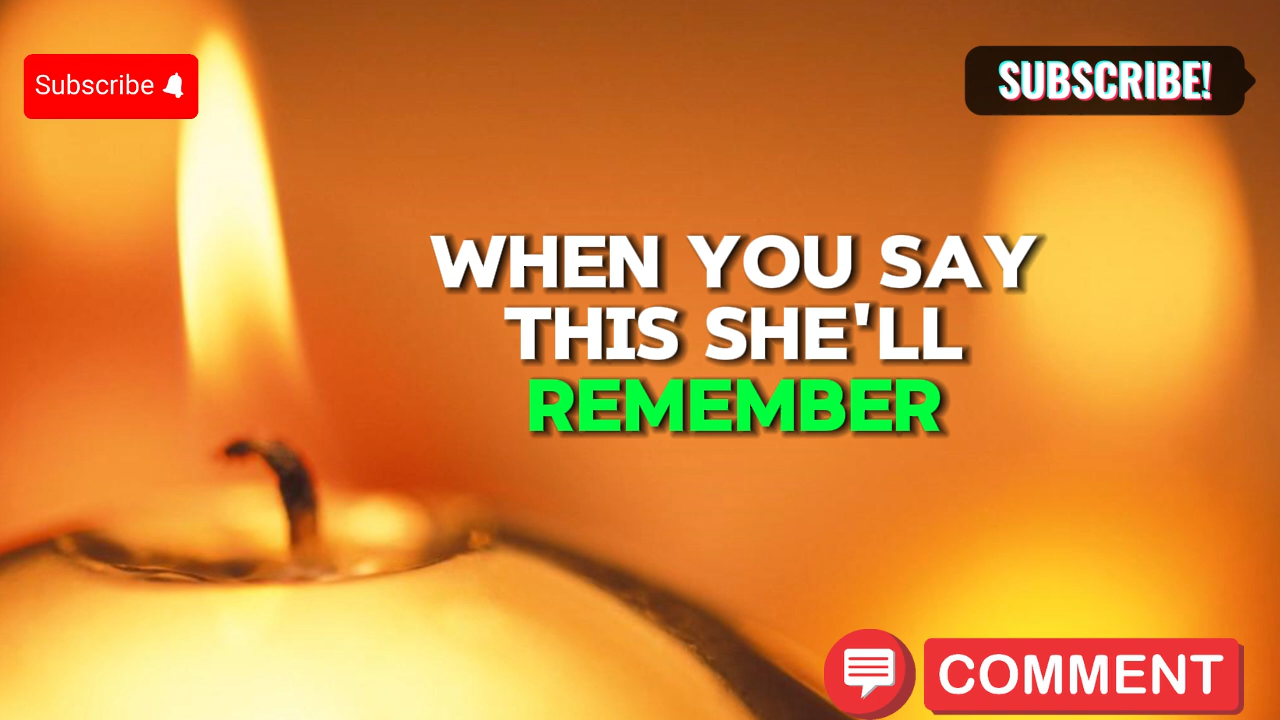 Subscribe
SUBSCRIBE!
WHEN YOU SAY
THIS SHE'LL
REMEMBER
COMMENT